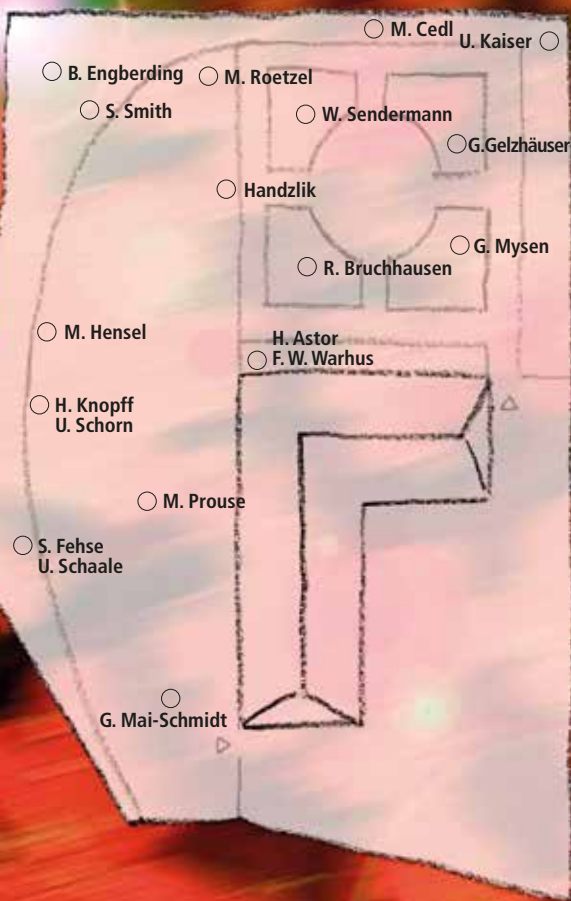 M. Cedl
U. Kaiser
B. Engberding
M. Roetzel
S. Smith
W. Sendermann
G.Gelzhäuser
Handzlik
G. Mysen
R. Bruchhausen
M. Hensel
H. Astor
F. W. Warhus
H. Knopff
U. Schorn
M. Prouse
S. Fehse
U. Schaale
G. Mai-Schmidt